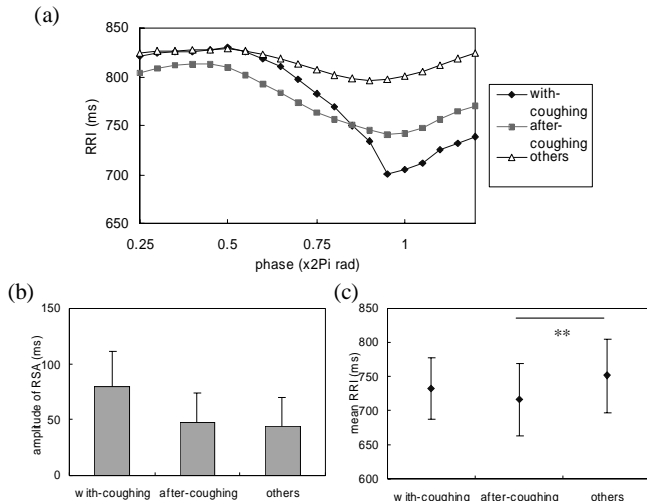 (a)
850
800
750
700
650
RRI (ms)
0.25 0.5 0.75 1
phase (x2Pi rad)
with-
coughing
after-
coughing
others
(b)
150
100
50
0
amplitude of RSA (ms)
with-coughing after-coughing others
(c)
850
800
750
700
650
600
mean RRI (ms)
**
with-coughing after-coughing others